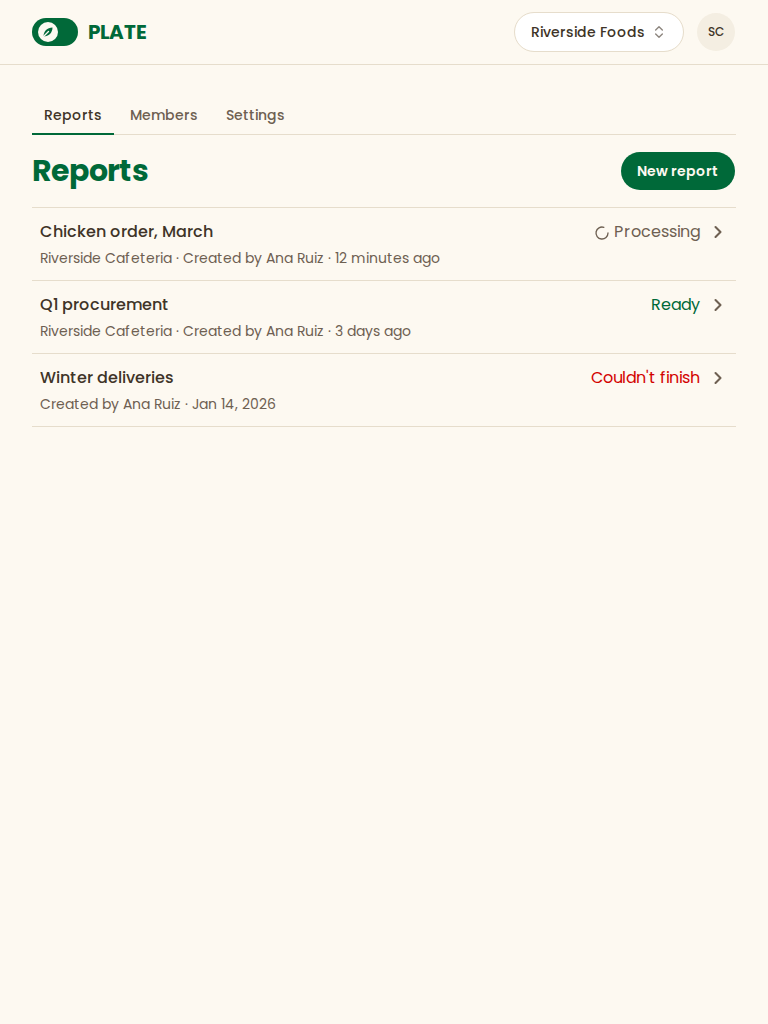 PLATE
Riverside Foods
SC
Reports Members Settings
Reports
New report
Chicken order, March
Processing
Riverside Cafeteria · Created by Ana Ruiz · 12 minutes ago
Q1 procurement
Ready
Riverside Cafeteria · Created by Ana Ruiz · 3 days ago
Winter deliveries
Couldn't finish
Created by Ana Ruiz · Jan 14, 2026